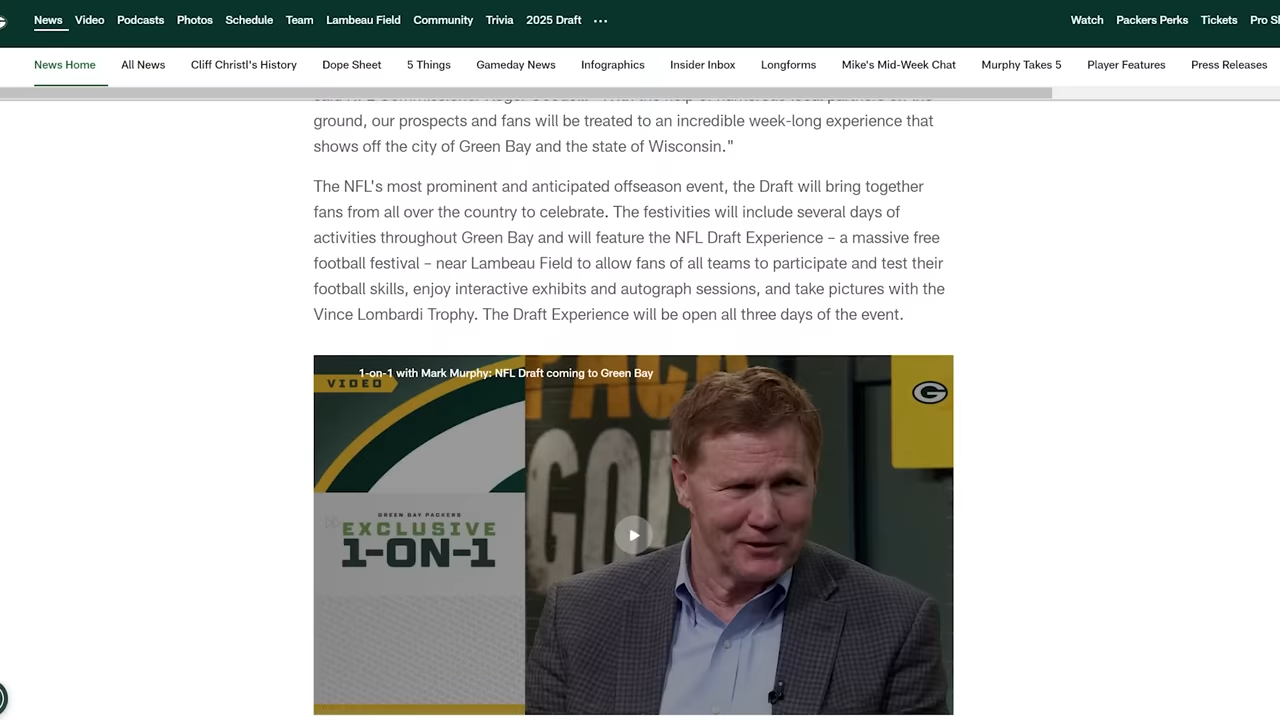 News Video Podcasts Photos Schedule Team Lambeau Field Community Trivia 2025 Draft ••• Watch Packers Perks Tickets
News Home All News Cliff Christl's History Dope Sheet 5 Things Gameday News Infographics Insider Inbox Longforms Mike's Mid-Week Chat Murphy Takes 5 Player Features Press Releases
ground, our prospects and fans will be treated to an incredible week-long experience that
shows off the city of Green Bay and the state of Wisconsin."
The NFL's most prominent and anticipated offseason event, the Draft will bring together
fans from all over the country to celebrate. The festivities will include several days of
activities throughout Green Bay and will feature the NFL Draft Experience – a massive free
football festival – near Lambeau Field to allow fans of all teams to participate and test their
football skills, enjoy interactive exhibits and autograph sessions, and take pictures with the
Vince Lombardi Trophy. The Draft Experience will be open all three days of the event.
1-on-1 with Mark Murphy: NFL Draft coming to Green Bay
VIDEO
PACK
GO
G
GREEN BAY PACKERS
EXCLUSIVE
1-ON-1